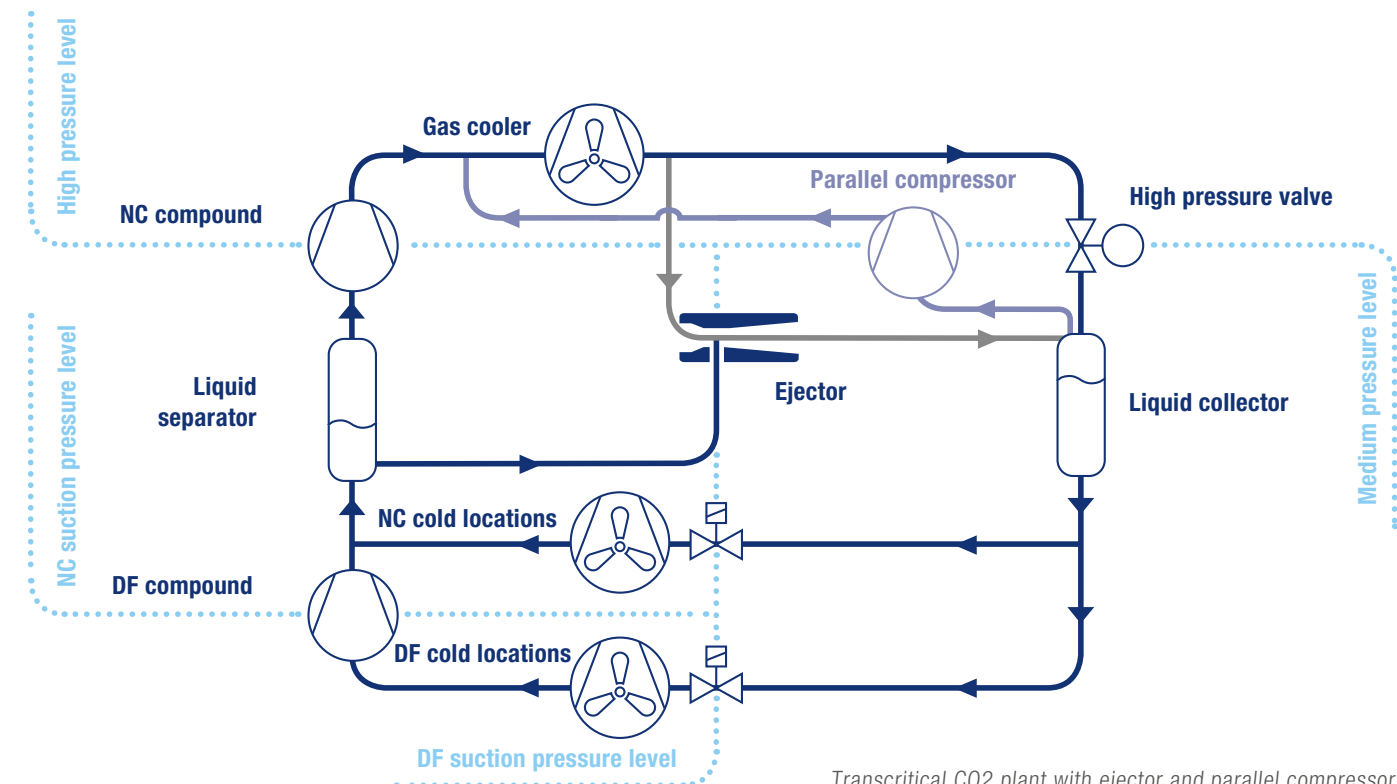 High pressure level
Gas cooler
Parallel compressor
High pressure valve
NC compound
NC suction pressure level
Medium pressure level
Liquid
separator
Ejector
Liquid collector
NC cold locations
DF compound
DF cold locations
DF suction pressure level
Transcritical CO2 plant with ejector and parallel compressor